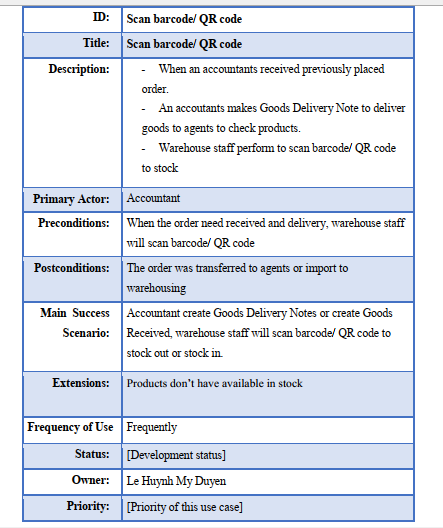 ID: Scan barcode/ QR code
Title: Scan barcode/ QR code
Description: - When an accountants received previously placed
order.
- An accoutants makes Goods Delivery Note to deliver
goods to agents to check products.
- Warehouse staff perform to scan barcode/ QR code
to stock
Primary Actor: Accountant
Preconditions: When the order need received and delivery, warehouse staff
will scan barcode/ QR code
Postconditions: The order was transferred to agents or import to
warehousing
Main Success Accountant create Goods Delivery Notes or create Goods
Scenario: Received, warehouse staff will scan barcode/ QR code to
stock out or stock in.
Extensions: Products don't have available in stock
Frequency of Use Frequently
Status: [Development status]
Owner: Le Huynh My Duyen
Priority: [Priority of this use case]